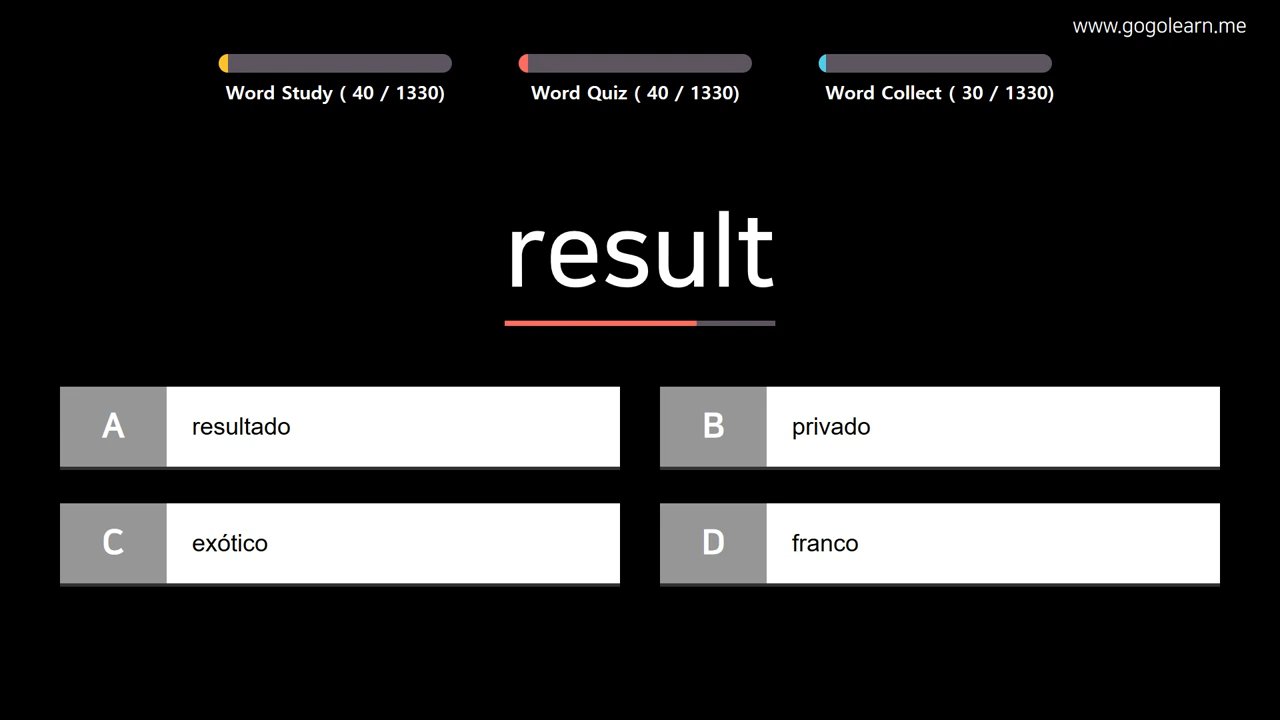 www.gogolearn.me
Word Study ( 40 / 1330)
Word Quiz ( 40 / 1330)
Word Collect ( 30 / 1330)
result
A resultado
B privado
C exótico
D franco